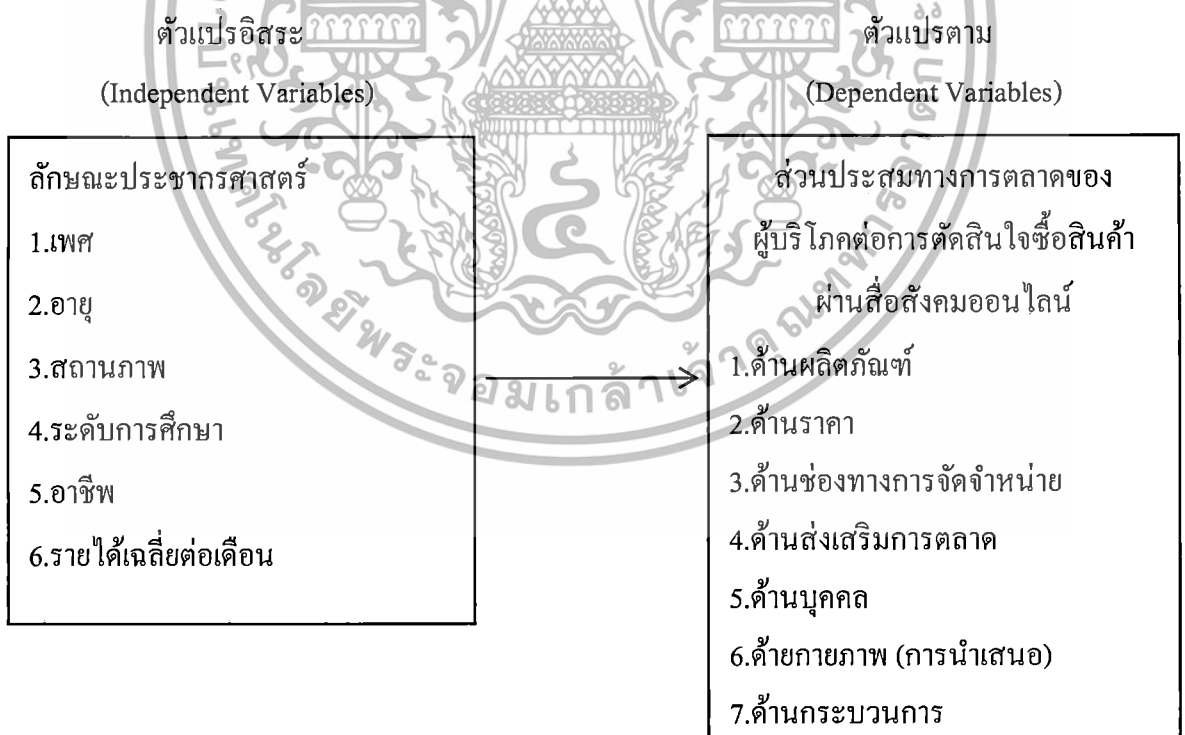 ตัวแปรอิสระ
(Independent Variables)
ลักษณะประชากรศาสตร์
1.เพศ
2.อายุ
3.สถานภาพ
4.ระดับการศึกษา
5.อาชีพ
6.รายได้เฉลี่ยต่อเดือน
ตัวแปรตาม
(Dependent Variables)
ส่วนประสมทางการตลาดของ
ผู้บริโภคต่อการตัดสินใจซื้อสินค้า
ผ่านสื่อสังคมออนไลน์
1.ด้านผลิตภัณฑ์
2.ด้านราคา
3.ด้านช่องทางการจัดจำหน่าย
4.ด้านส่งเสริมการตลาด
5.ด้านบุคคล
6.ด้ายกายภาพ (การนำเสนอ)
7.ด้านกระบวนการ